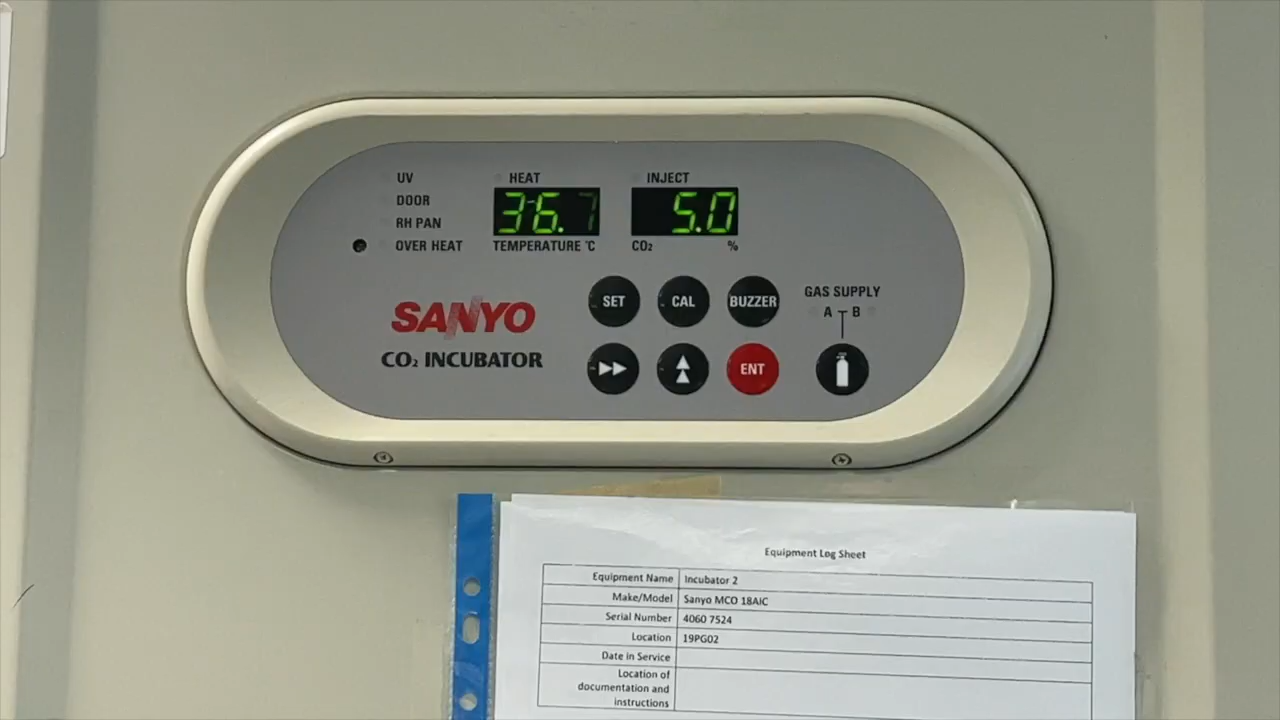 UV
DOOR
RH PAN
OVER HEAT
HEAT
36.7
TEMPERATURE °C
INJECT
5.0
CO₂ %
SANYO
CO₂ INCUBATOR
SET
CAL
BUZZER
ENT
GAS SUPPLY
A B
Equipment Log Sheet
Equipment Name Incubator 2
Make/Model Sanyo MCO 18AIC
Serial Number 4060 7524
Location 19PG02
Date in Service
Location of
documentation and
instructions